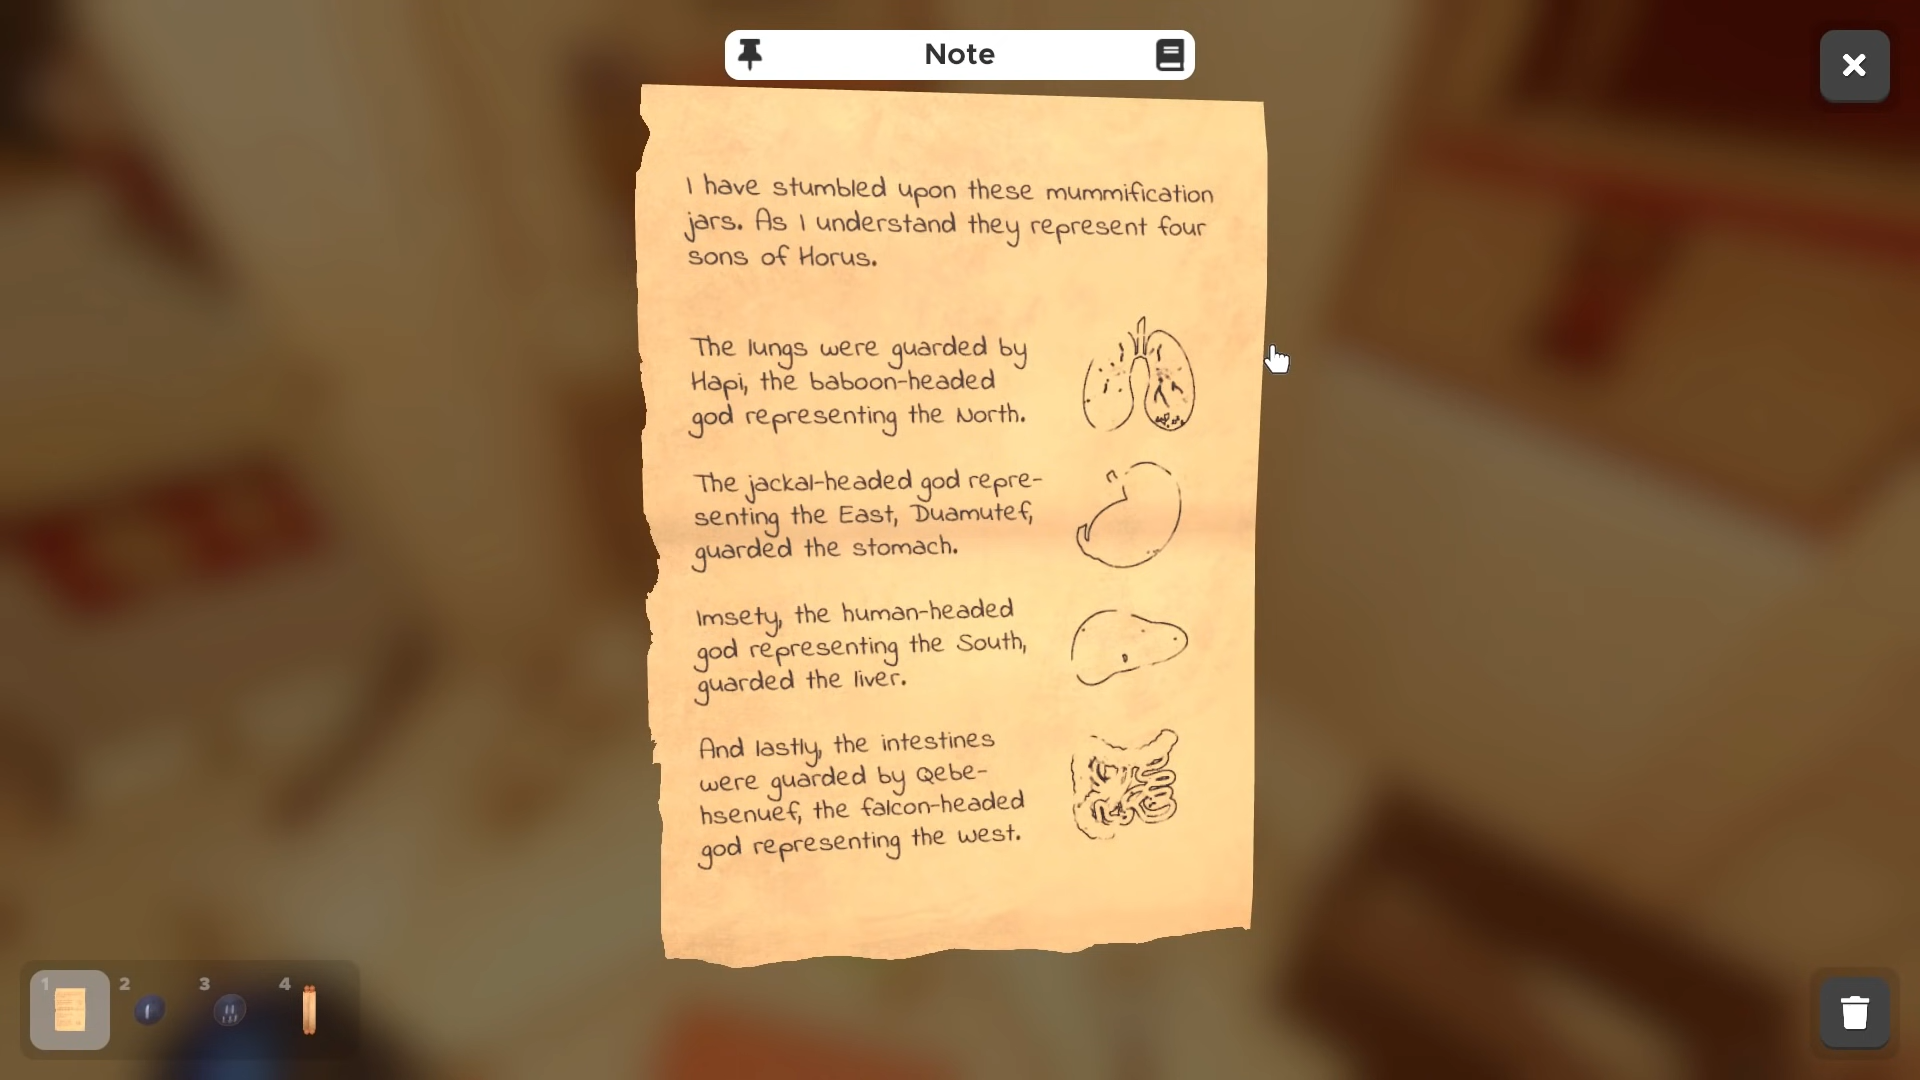 Note
I have stumbled upon these mummification
jars. As I understand they represent four
sons of Horus.
The lungs were guarded by
Hapi, the baboon-headed
god representing the North.
The jackal-headed god repre-
senting the East, Duamutef,
guarded the stomach.
Imsety, the human-headed
god representing the South,
guarded the liver.
And lastly, the intestines
were guarded by Qebe-
hsenuef, the falcon-headed
god representing the west.
1 2 3 4